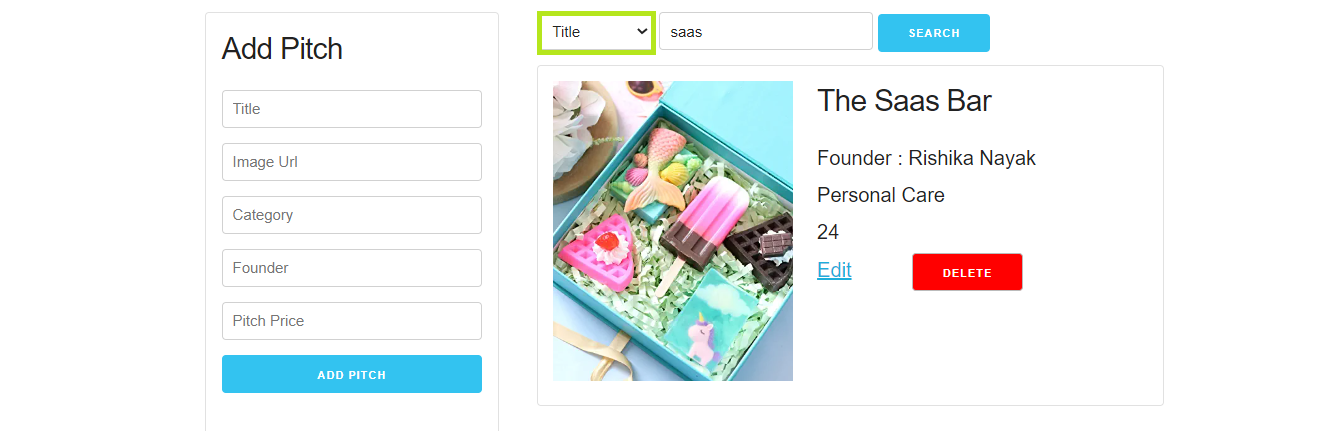 Add Pitch
Title
Image Url
Category
Founder
Pitch Price
ADD PITCH
Title saas SEARCH
The Saas Bar
Founder : Rishika Nayak
Personal Care
24
Edit DELETE